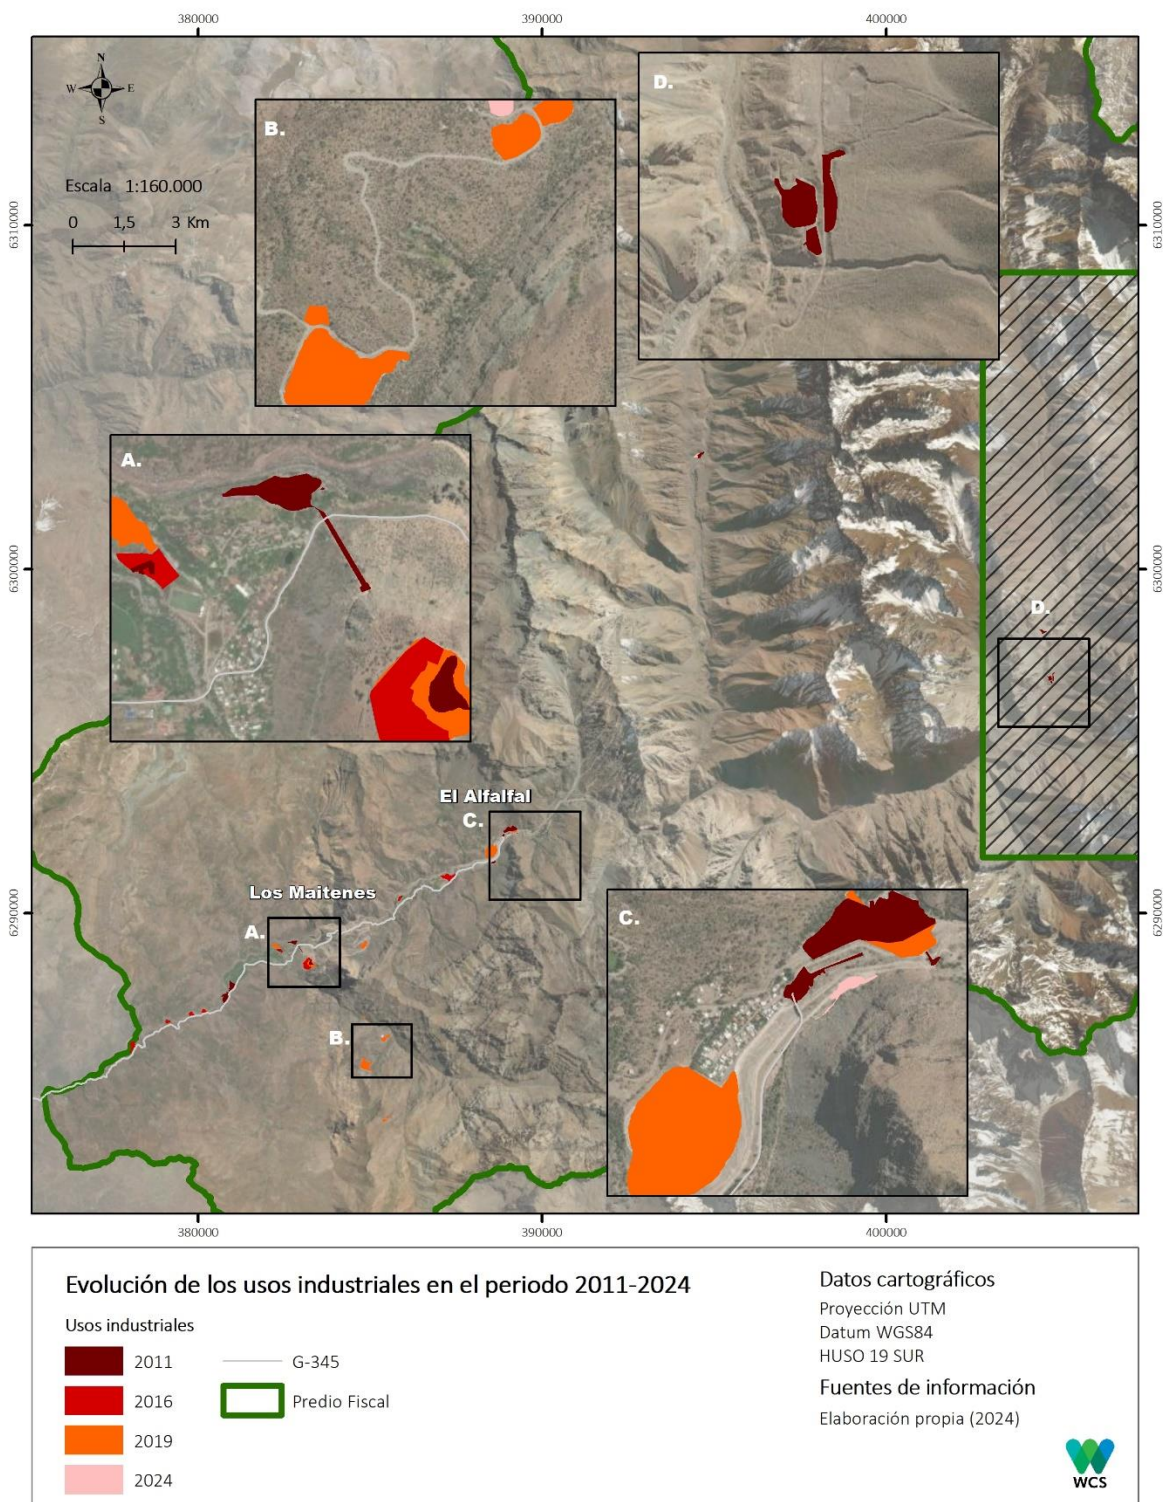 380000
390000
400000
N
W
E
S
Escala 1:160.000
0 1,5 3 Km
B.
D.
6310000
6310000
A.
6300000
6300000
D.
El Alfalfal
C.
Los Maitenes
A.
C.
6290000
6290000
B.
380000
390000
400000
Evolución de los usos industriales en el periodo 2011-2024
Usos industriales
2011
2016
2019
2024
G-345
Predio Fiscal
Datos cartográficos
Proyección UTM
Datum WGS84
HUSO 19 SUR
Fuentes de información
Elaboración propia (2024)
WCS